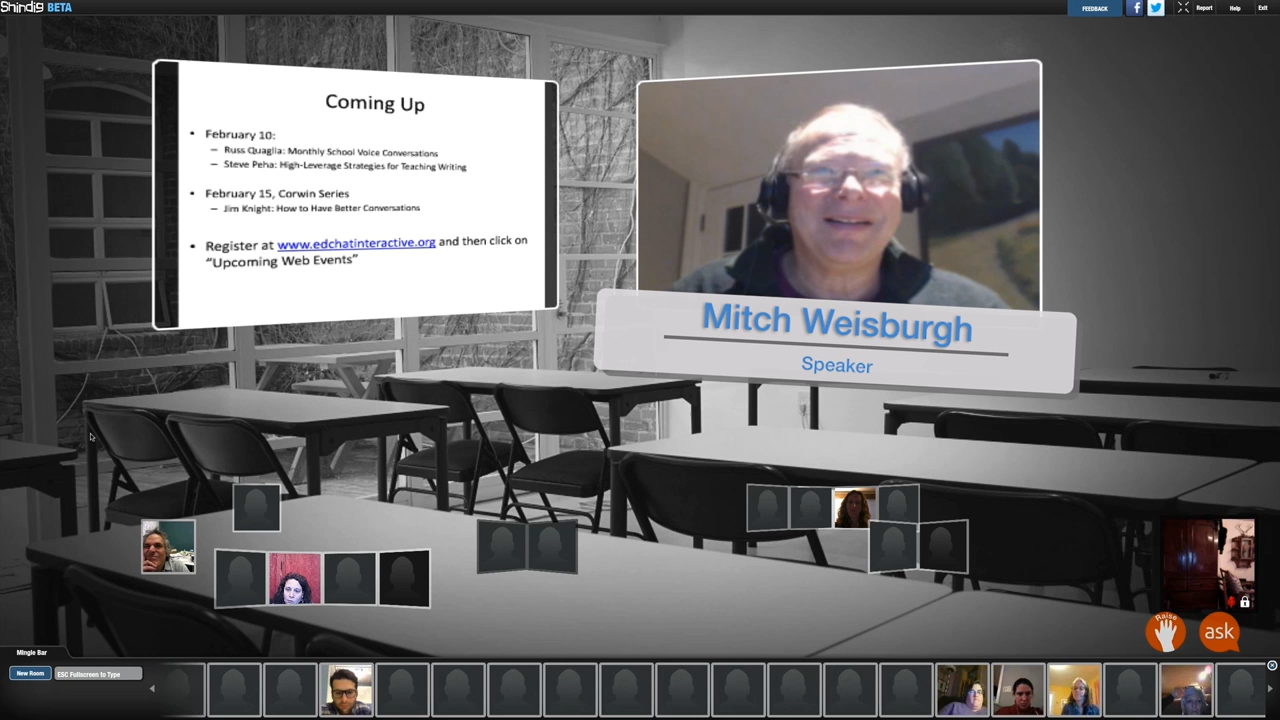 Shindig BETA
FEEDBACK
f
Report
Help
Exit
Coming Up
• February 10:
– Russ Quaglia: Monthly School Voice Conversations
– Steve Peha: High-Leverage Strategies for Teaching Writing
• February 15, Corwin Series
– Jim Knight: How to Have Better Conversations
• Register at www.edchatinteractive.org and then click on
"Upcoming Web Events"
Mitch Weisburgh
Speaker
Raise
ask
Mingle Bar
New Room
ESC Fullscreen to Type